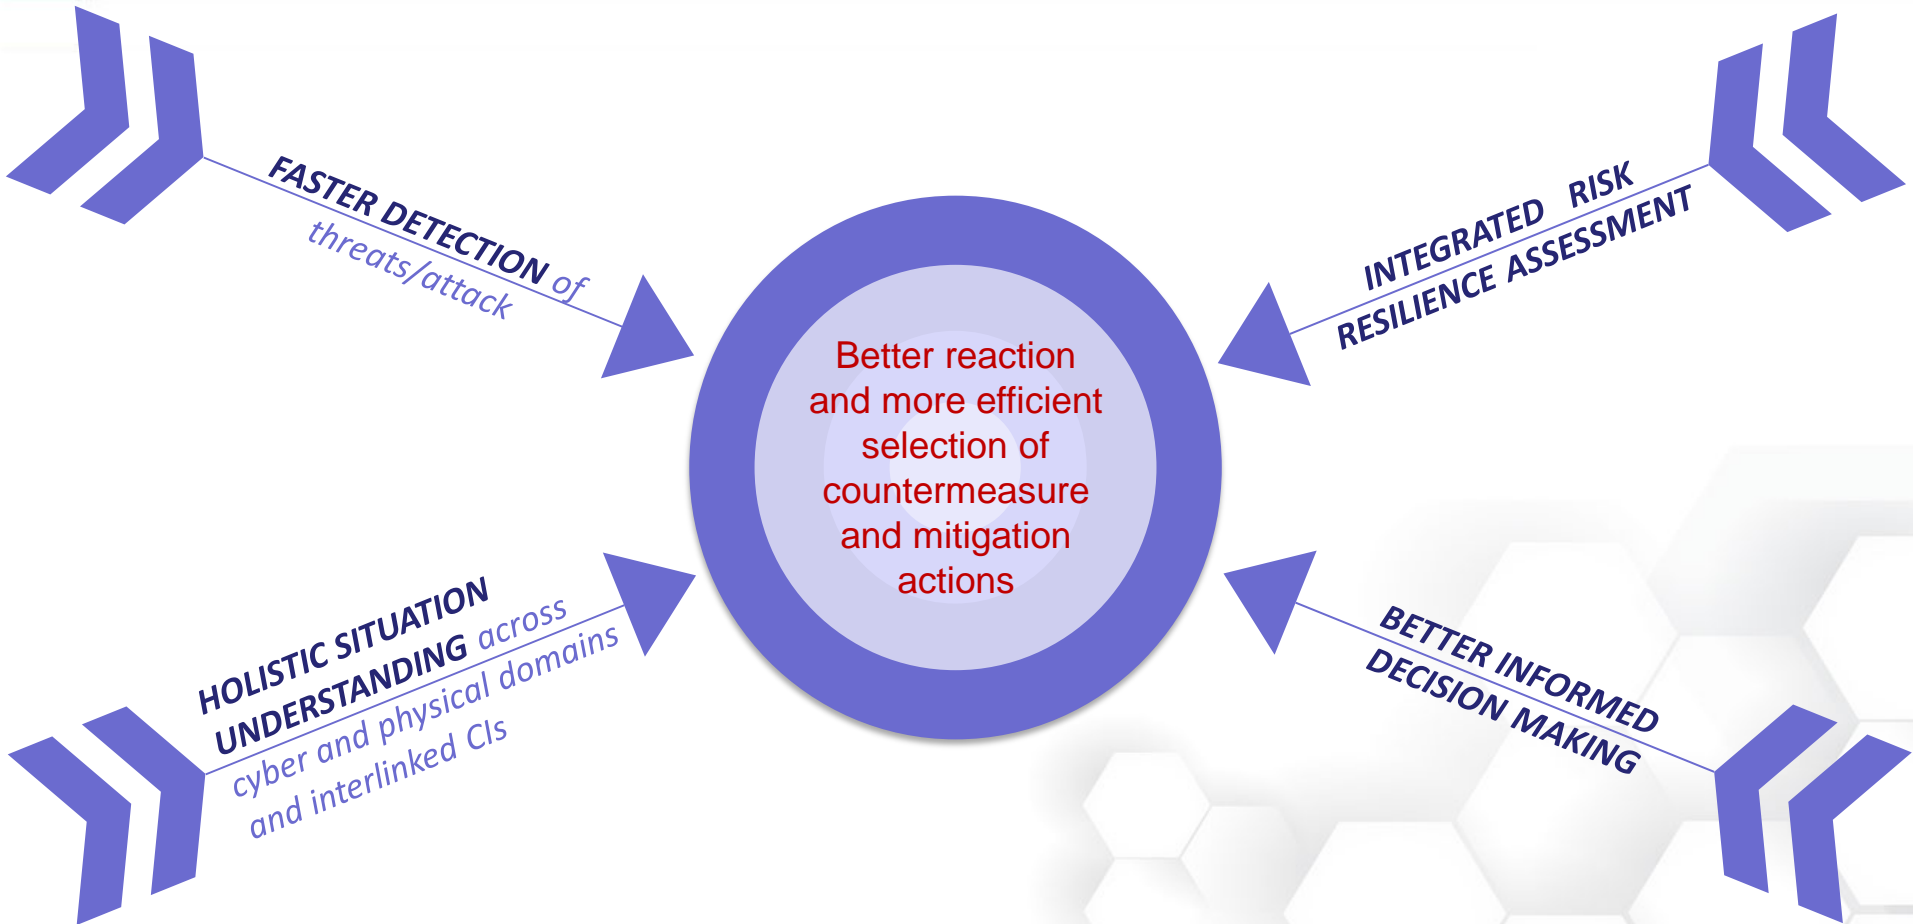 FASTER DETECTION of
threats/attack
INTEGRATED RISK
RESILIENCE ASSESSMENT
Better reaction
and more efficient
selection of
countermeasure
and mitigation
actions
HOLISTIC SITUATION
UNDERSTANDING across
cyber and physical domains
and interlinked CIs
BETTER INFORMED
DECISION MAKING